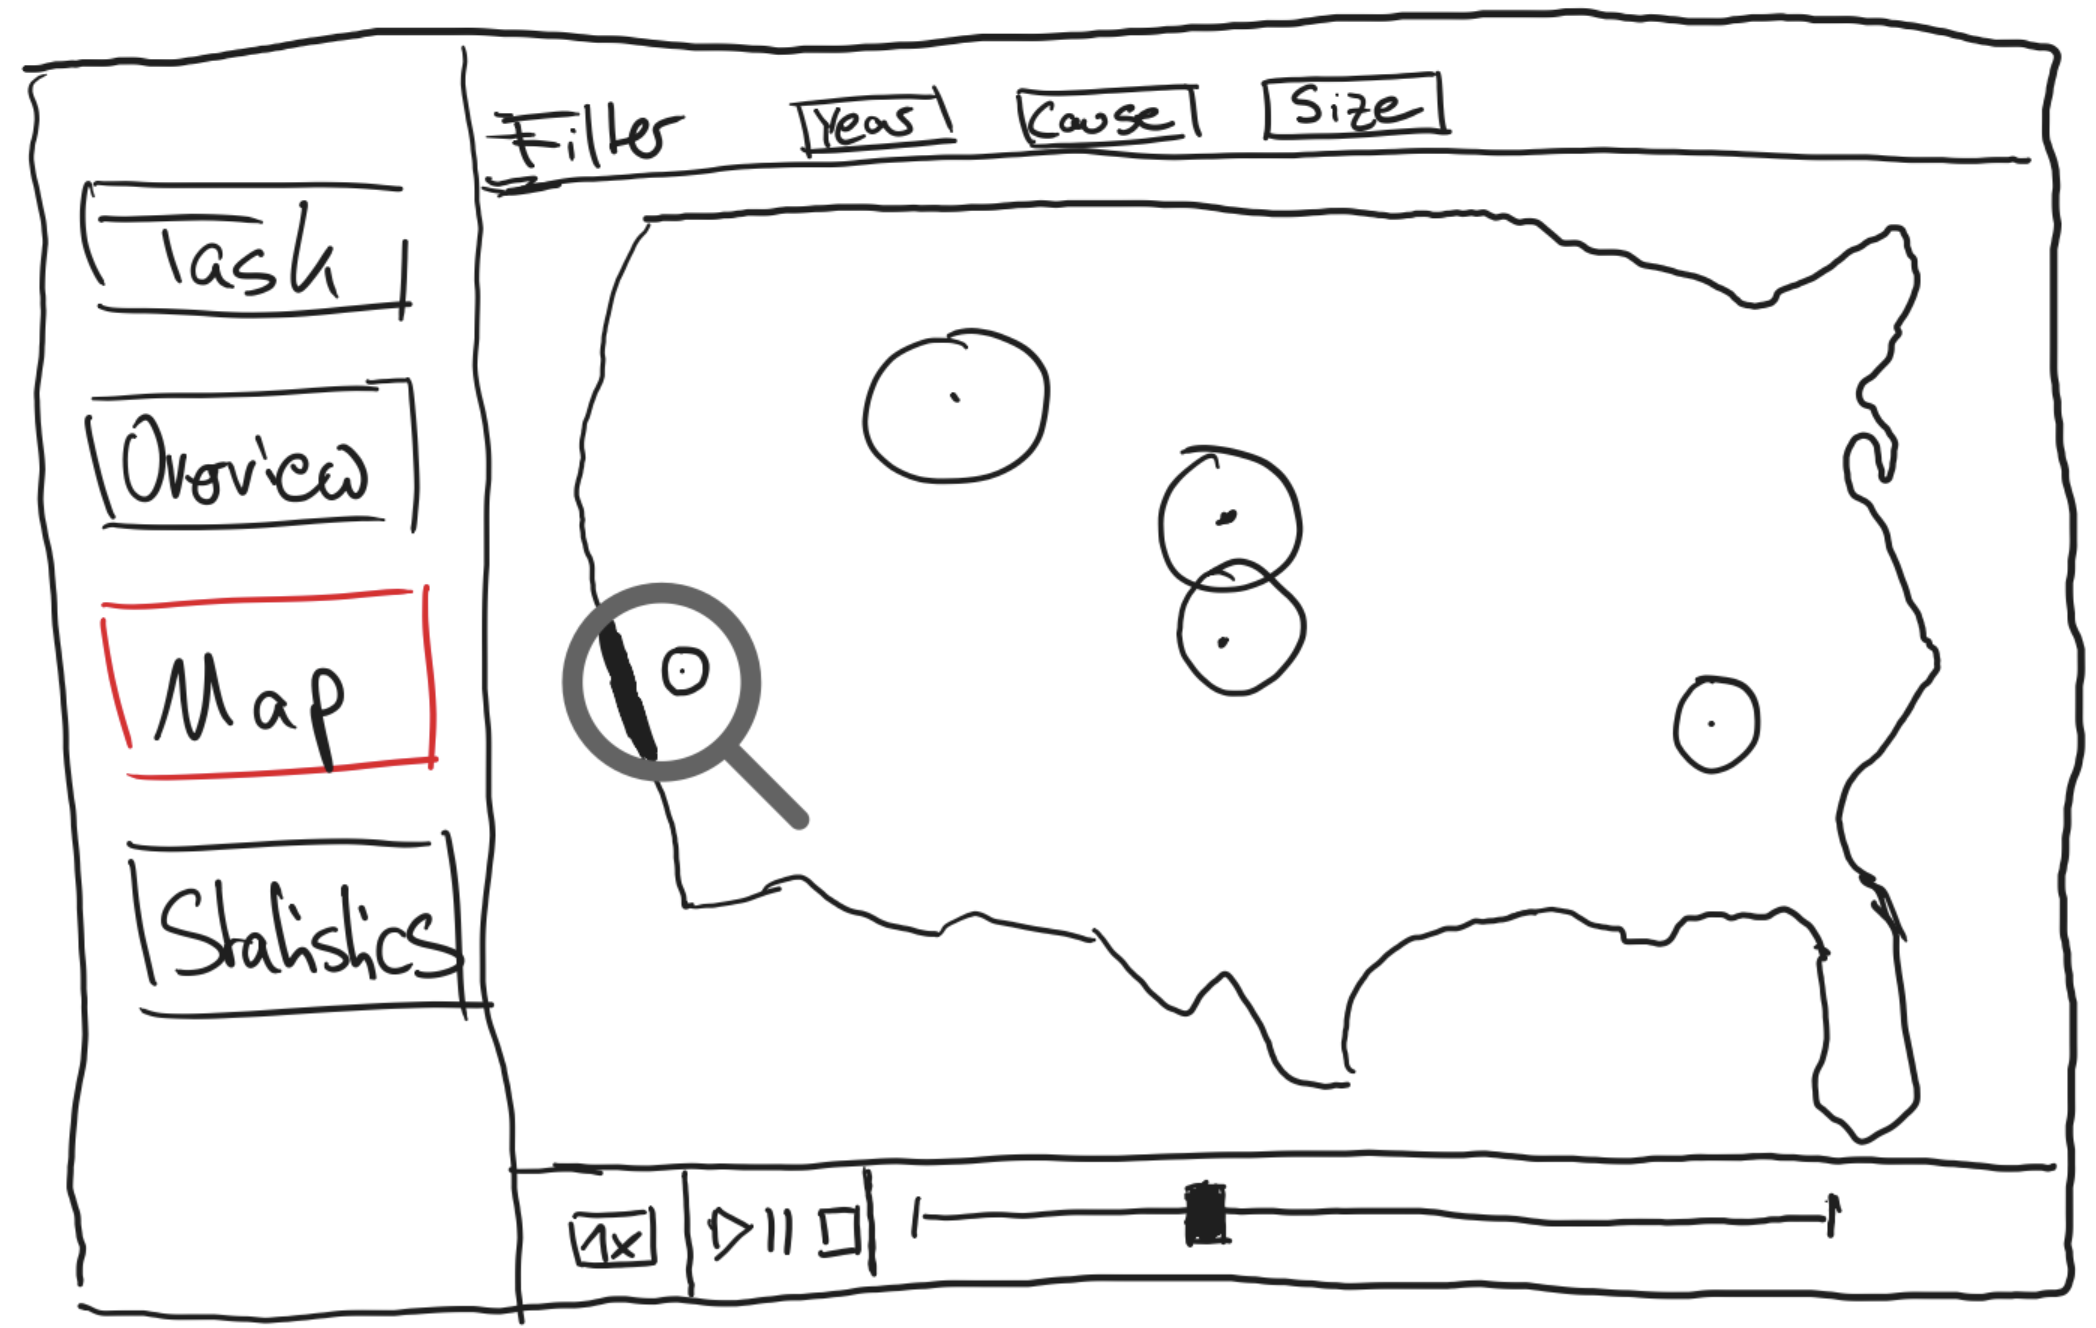 Filter Year Cause Size
Task
Overview
Map
Statistics
1x